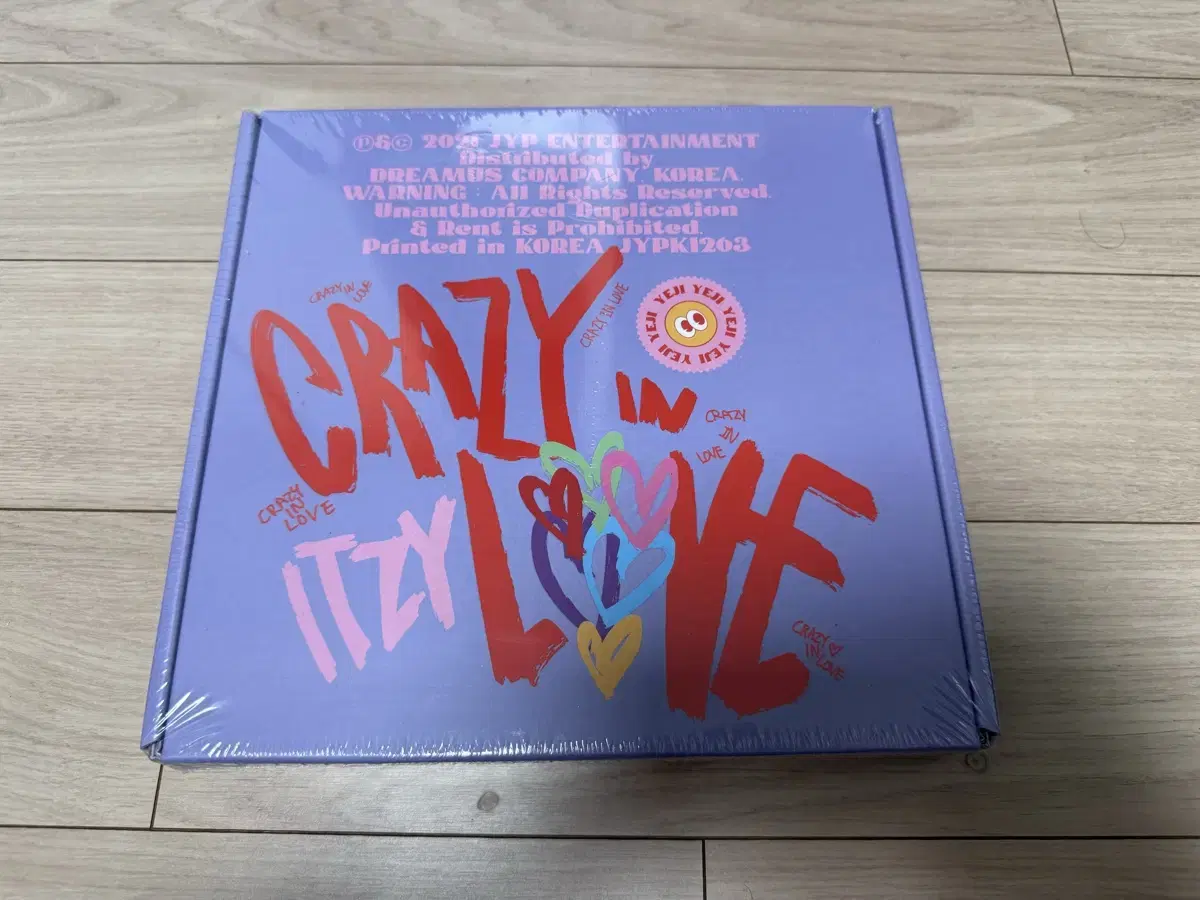 ℗&© 2021 JYP ENTERTAINMENT
Distributed by
DREAMUS COMPANY, KOREA.
WARNING : All Rights Reserved.
Unauthorized Duplication
& Rent is Prohibited.
Printed in KOREA JYPK1263
CRAZY IN
LOVE
CRAZY IN LOVE
YEJI YEJI YEJI YEJI YEJI YEJI
CRAZY
IN
CRAZY
IN
LOVE
CRAZY
IN
LOVE
ITZY
LOVE
CRAZY
IN LOVE